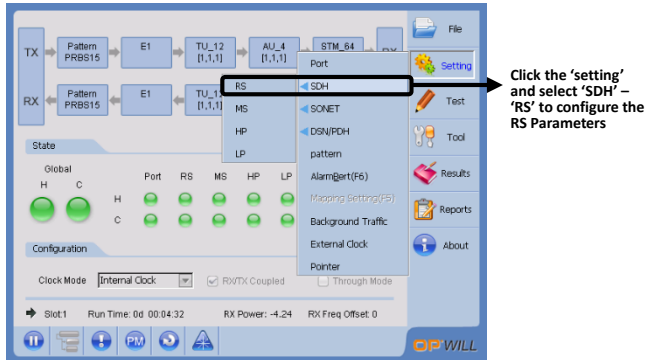 File
TX
Pattern
PRBS15
E1
TU_12
[1,1,1]
AU_4
[1,1,1]
STM_64
Port
Setting
RS
SDH
RX
Pattern
PRBS15
E1
[1,1,1]
MS
SONET
Test
HP
DSN/PDH
LP
pattern
Tool
State
Global
H
C
Port
RS
MS
HP
LP
H
C
Alarm&ert(F6)
Mapping Setting(F5)
Background Traffic
External Clock
Pointer
Results
Reports
About
Configuration
Clock Mode
Internal Clock
RX/TX Coupled
Through Mode
Slot:1 Run Time: 0d 00:04:32 RX Power: -4.24 RX Freq Offset: 0
PM
OPWILL
Click the ‘setting’
and select ‘SDH’ –
‘RS’ to configure the
RS Parameters